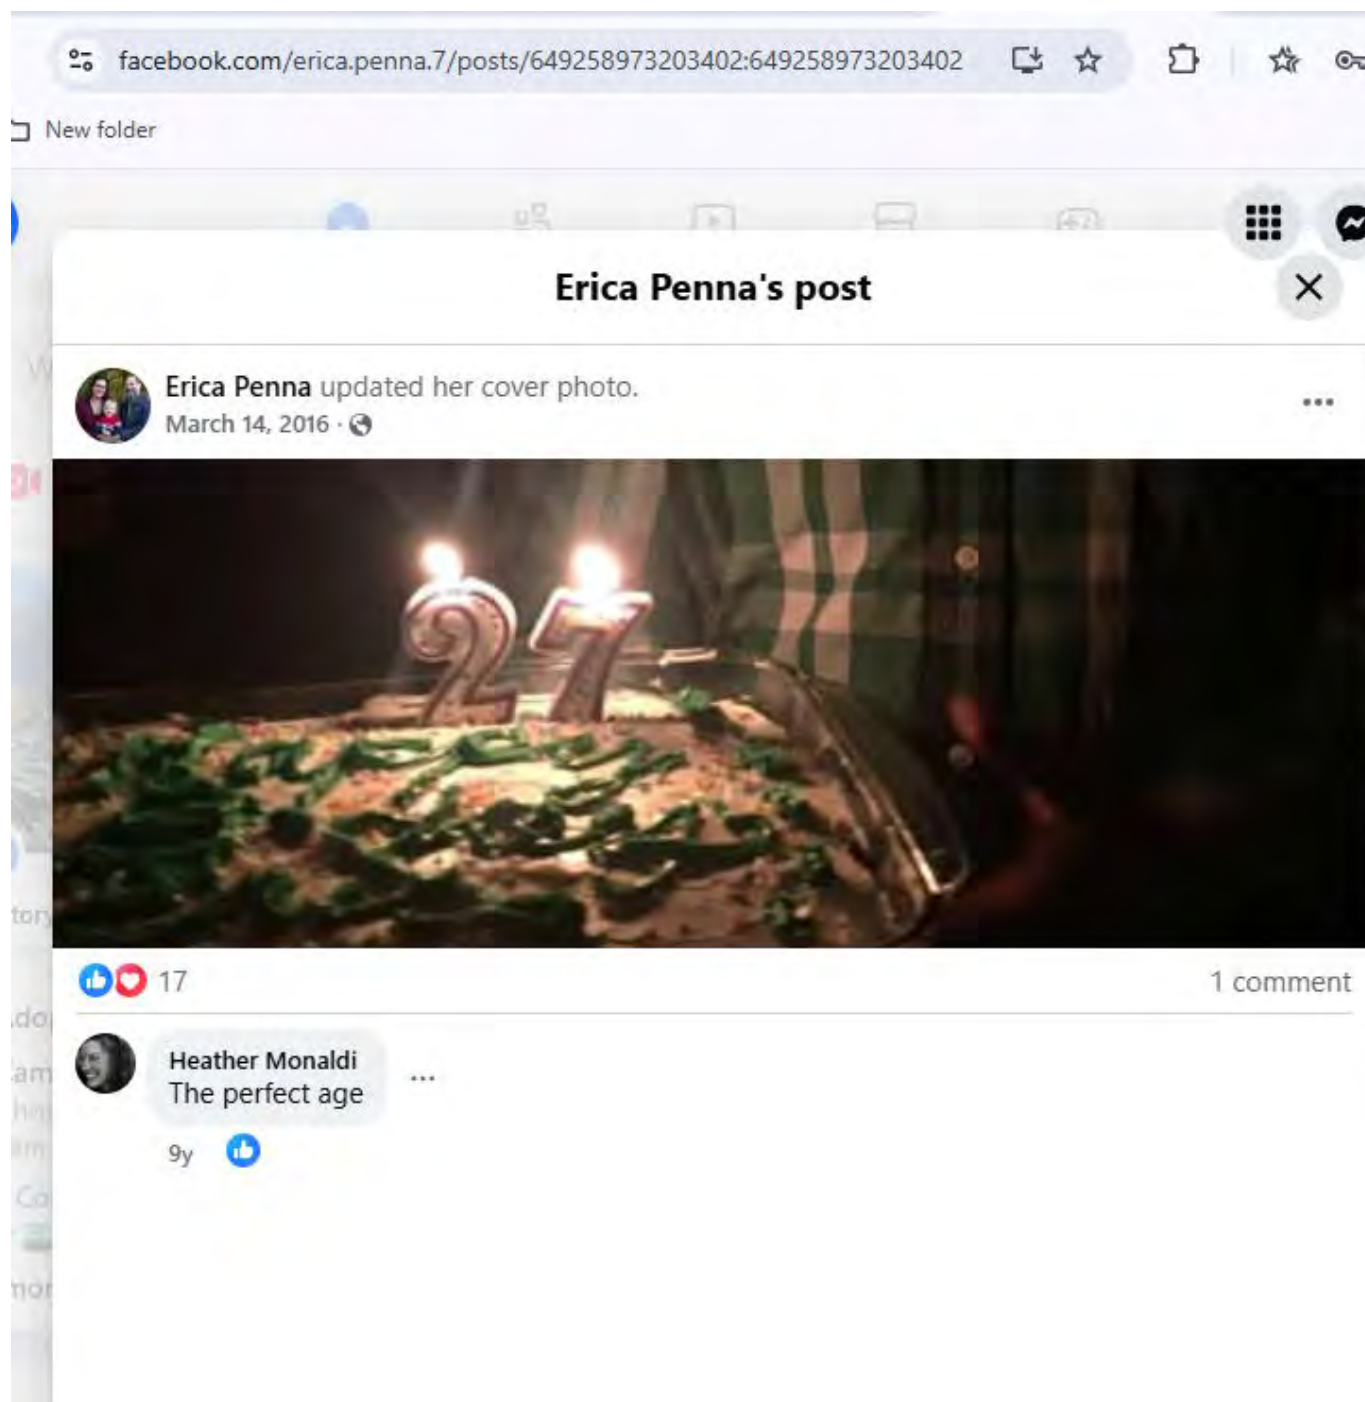 facebook.com/erica.penna.7/posts/649258973203402:649258973203402
New folder
Erica Penna's post
Erica Penna updated her cover photo.
March 14, 2016 ·
27
17
1 comment
Heather Monaldi
The perfect age
9y